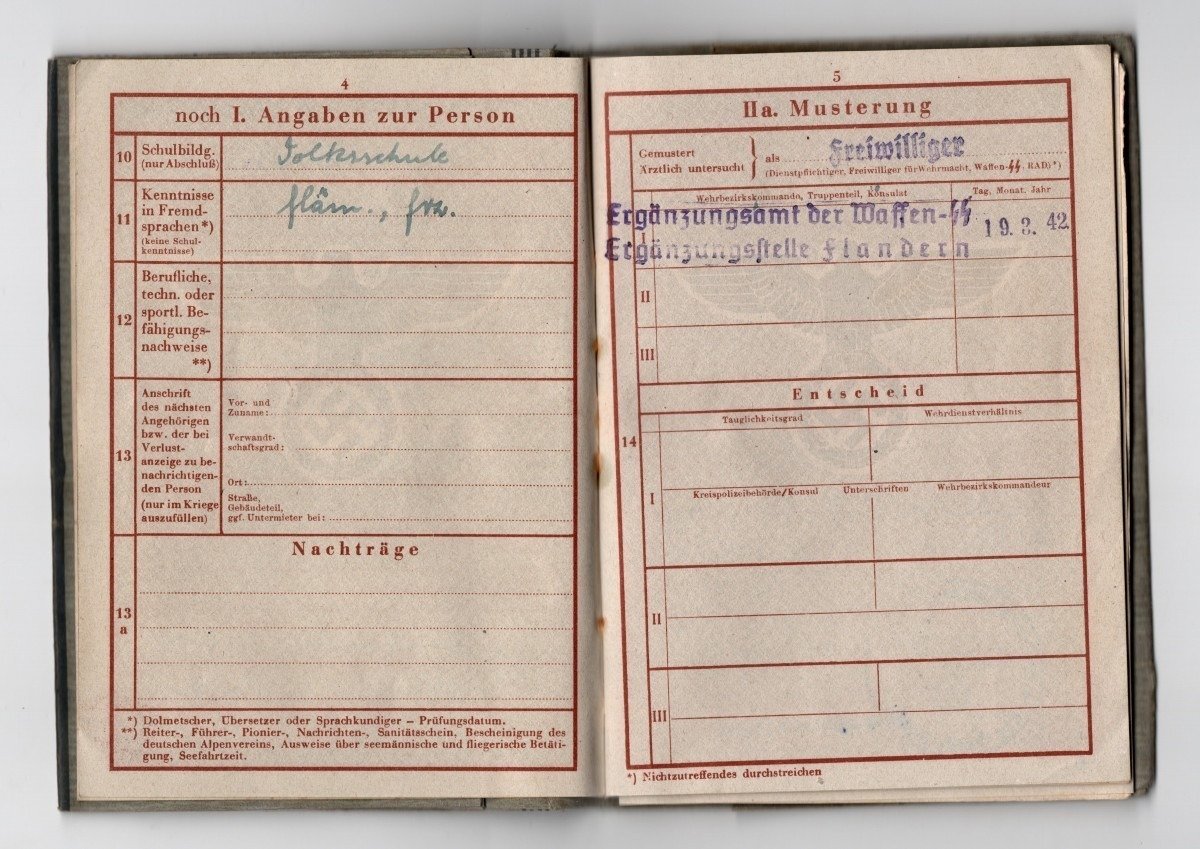 4
noch I. Angaben zur Person
10
Schulbildg.
(nur Abschluß)
Volksschule
11
Kenntnisse
in Fremd-
sprachen*)
(keine Schul-
kenntnisse)
fläm., frz.
12
Berufliche,
techn. oder
sportl. Be-
fähigungs-
nachweise
**)
13
Anschrift
des nächsten
Angehörigen
bzw. der bei
Verlust-
anzeige zu be-
nachrichtigen-
den Person
(nur im Kriege
auszufüllen)
Vor- und
Zuname:
Verwandt-
schaftsgrad:
Ort:
Straße,
Gebäudeteil,
ggf. Untermieter bei:
Nachträge
13
a
*) Dolmetscher, Übersetzer oder Sprachkundiger – Prüfungsdatum.
**) Reiter-, Führer-, Pionier-, Nachrichten-, Sanitätsschein, Bescheinigung des
deutschen Alpenvereins, Ausweise über seemännische und fliegerische Betäti-
gung, Seefahrtzeit.
5
IIa. Musterung
Gemustert
Ärztlich untersucht
} als Freiwilliger
(Dienstpflichtiger, Freiwilliger für Wehrmacht, Waffen-SS, RAD)*)
Wehrbezirkskommando, Truppenteil, Konsulat
Tag, Monat, Jahr
I
Ergänzungsamt der Waffen-SS
Ergänzungsstelle Flandern
19.3.42
II
III
Entscheid
14
Tauglichkeitsgrad
Wehrdienstverhältnis
I
Kreispolizeibehörde/Konsul Unterschriften Wehrbezirkskommandeur
II
III
*) Nichtzutreffendes durchstreichen